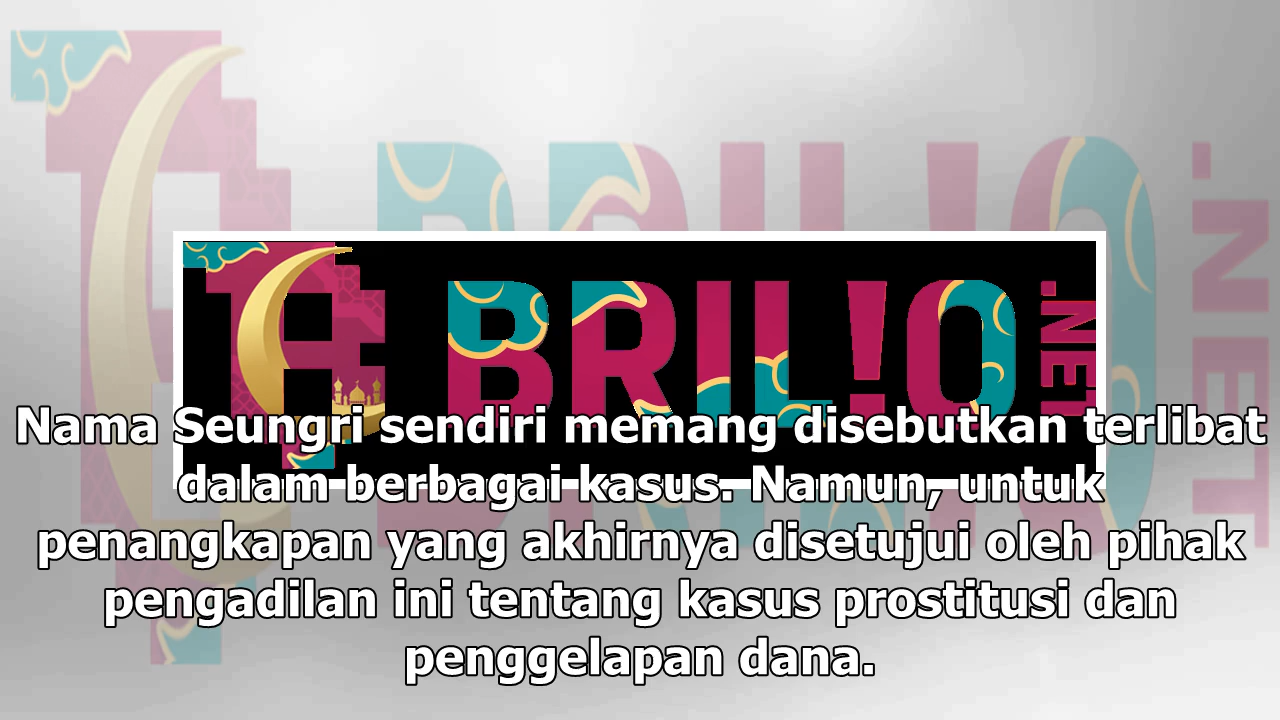 BRIL!O
.NET
Nama Seungri sendiri memang disebutkan terlibat
dalam berbagai kasus. Namun, untuk
penangkapan yang akhirnya disetujui oleh pihak
pengadilan ini tentang kasus prostitusi dan
penggelapan dana.